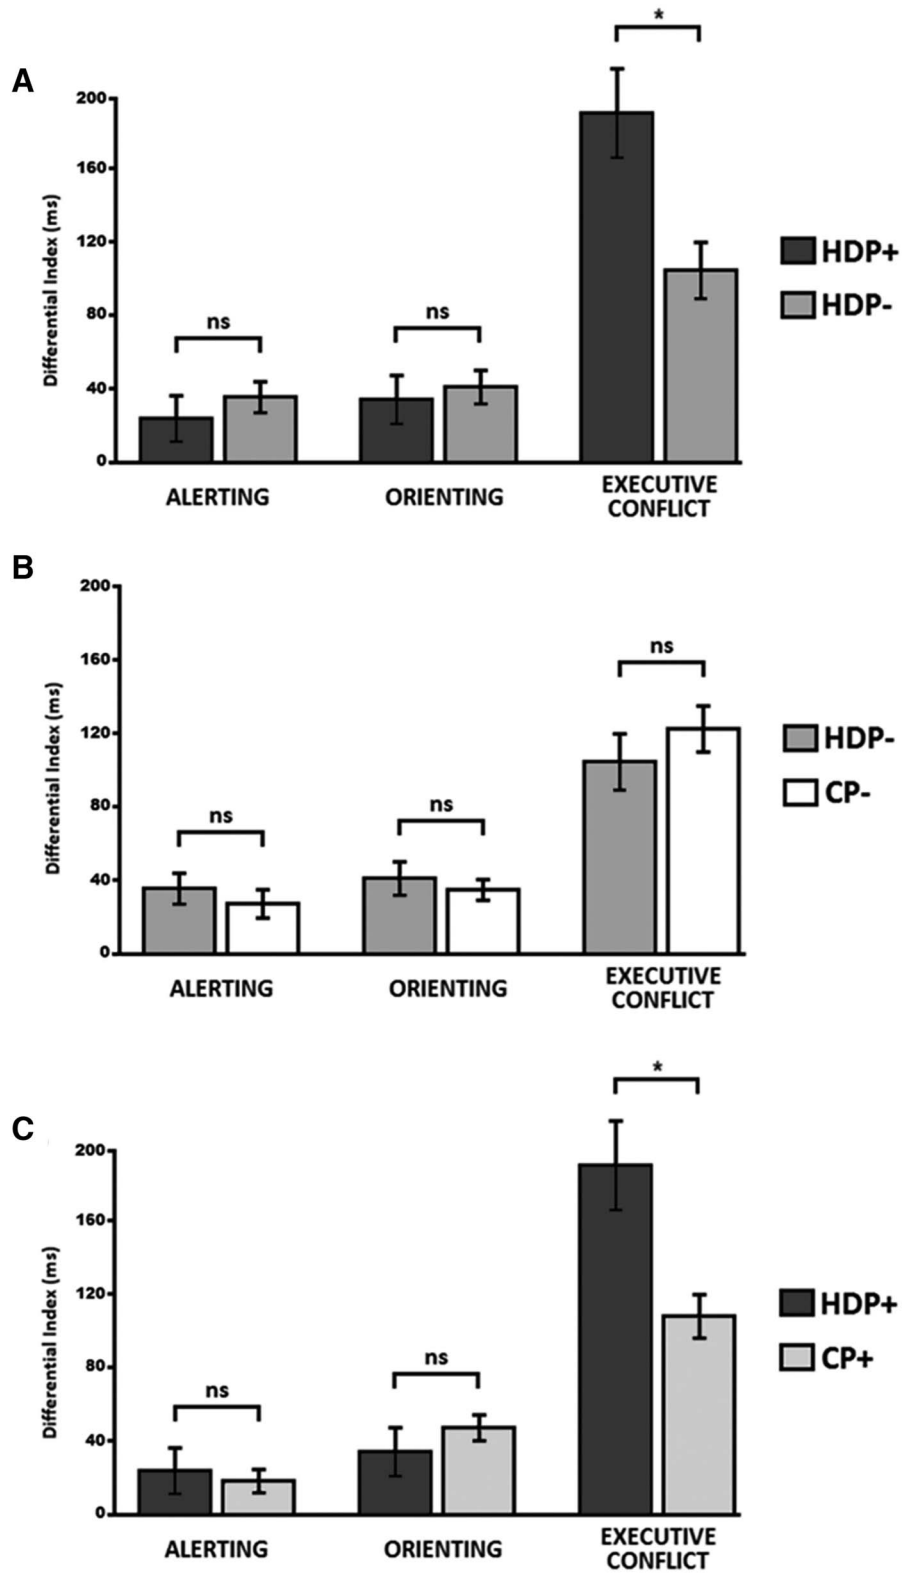 *
A
200
160
120
80
40
0
Differential Index (ms)
ns
ns
HDP+
HDP-
ALERTING
ORIENTING
EXECUTIVE
CONFLICT
B
200
160
120
80
40
0
Differential Index (ms)
ns
ns
ns
HDP-
CP-
ALERTING
ORIENTING
EXECUTIVE
CONFLICT
*
C
200
160
120
80
40
0
Differential Index (ms)
ns
ns
HDP+
CP+
ALERTING
ORIENTING
EXECUTIVE
CONFLICT